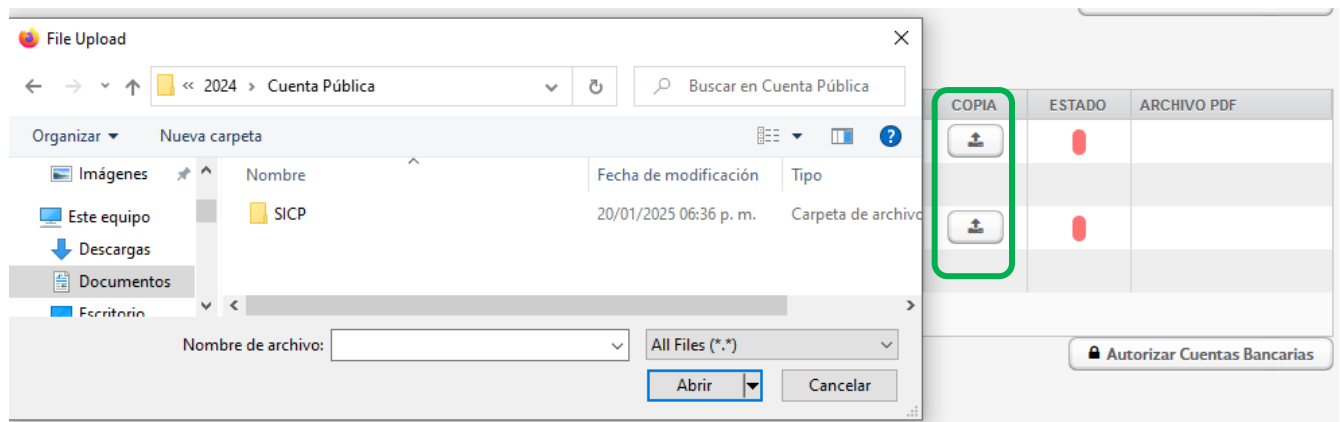 File Upload
« 2024 > Cuenta Pública
Buscar en Cuenta Pública
Organizar
Nueva carpeta
Imágenes
Este equipo
Descargas
Documentos
Escritorio
Nombre
Fecha de modificación
Tipo
SICP
20/01/2025 06:36 p. m.
Carpeta de archivo
Nombre de archivo:
All Files (*.*)
Abrir
Cancelar
COPIA
ESTADO
ARCHIVO PDF
Autorizar Cuentas Bancarias